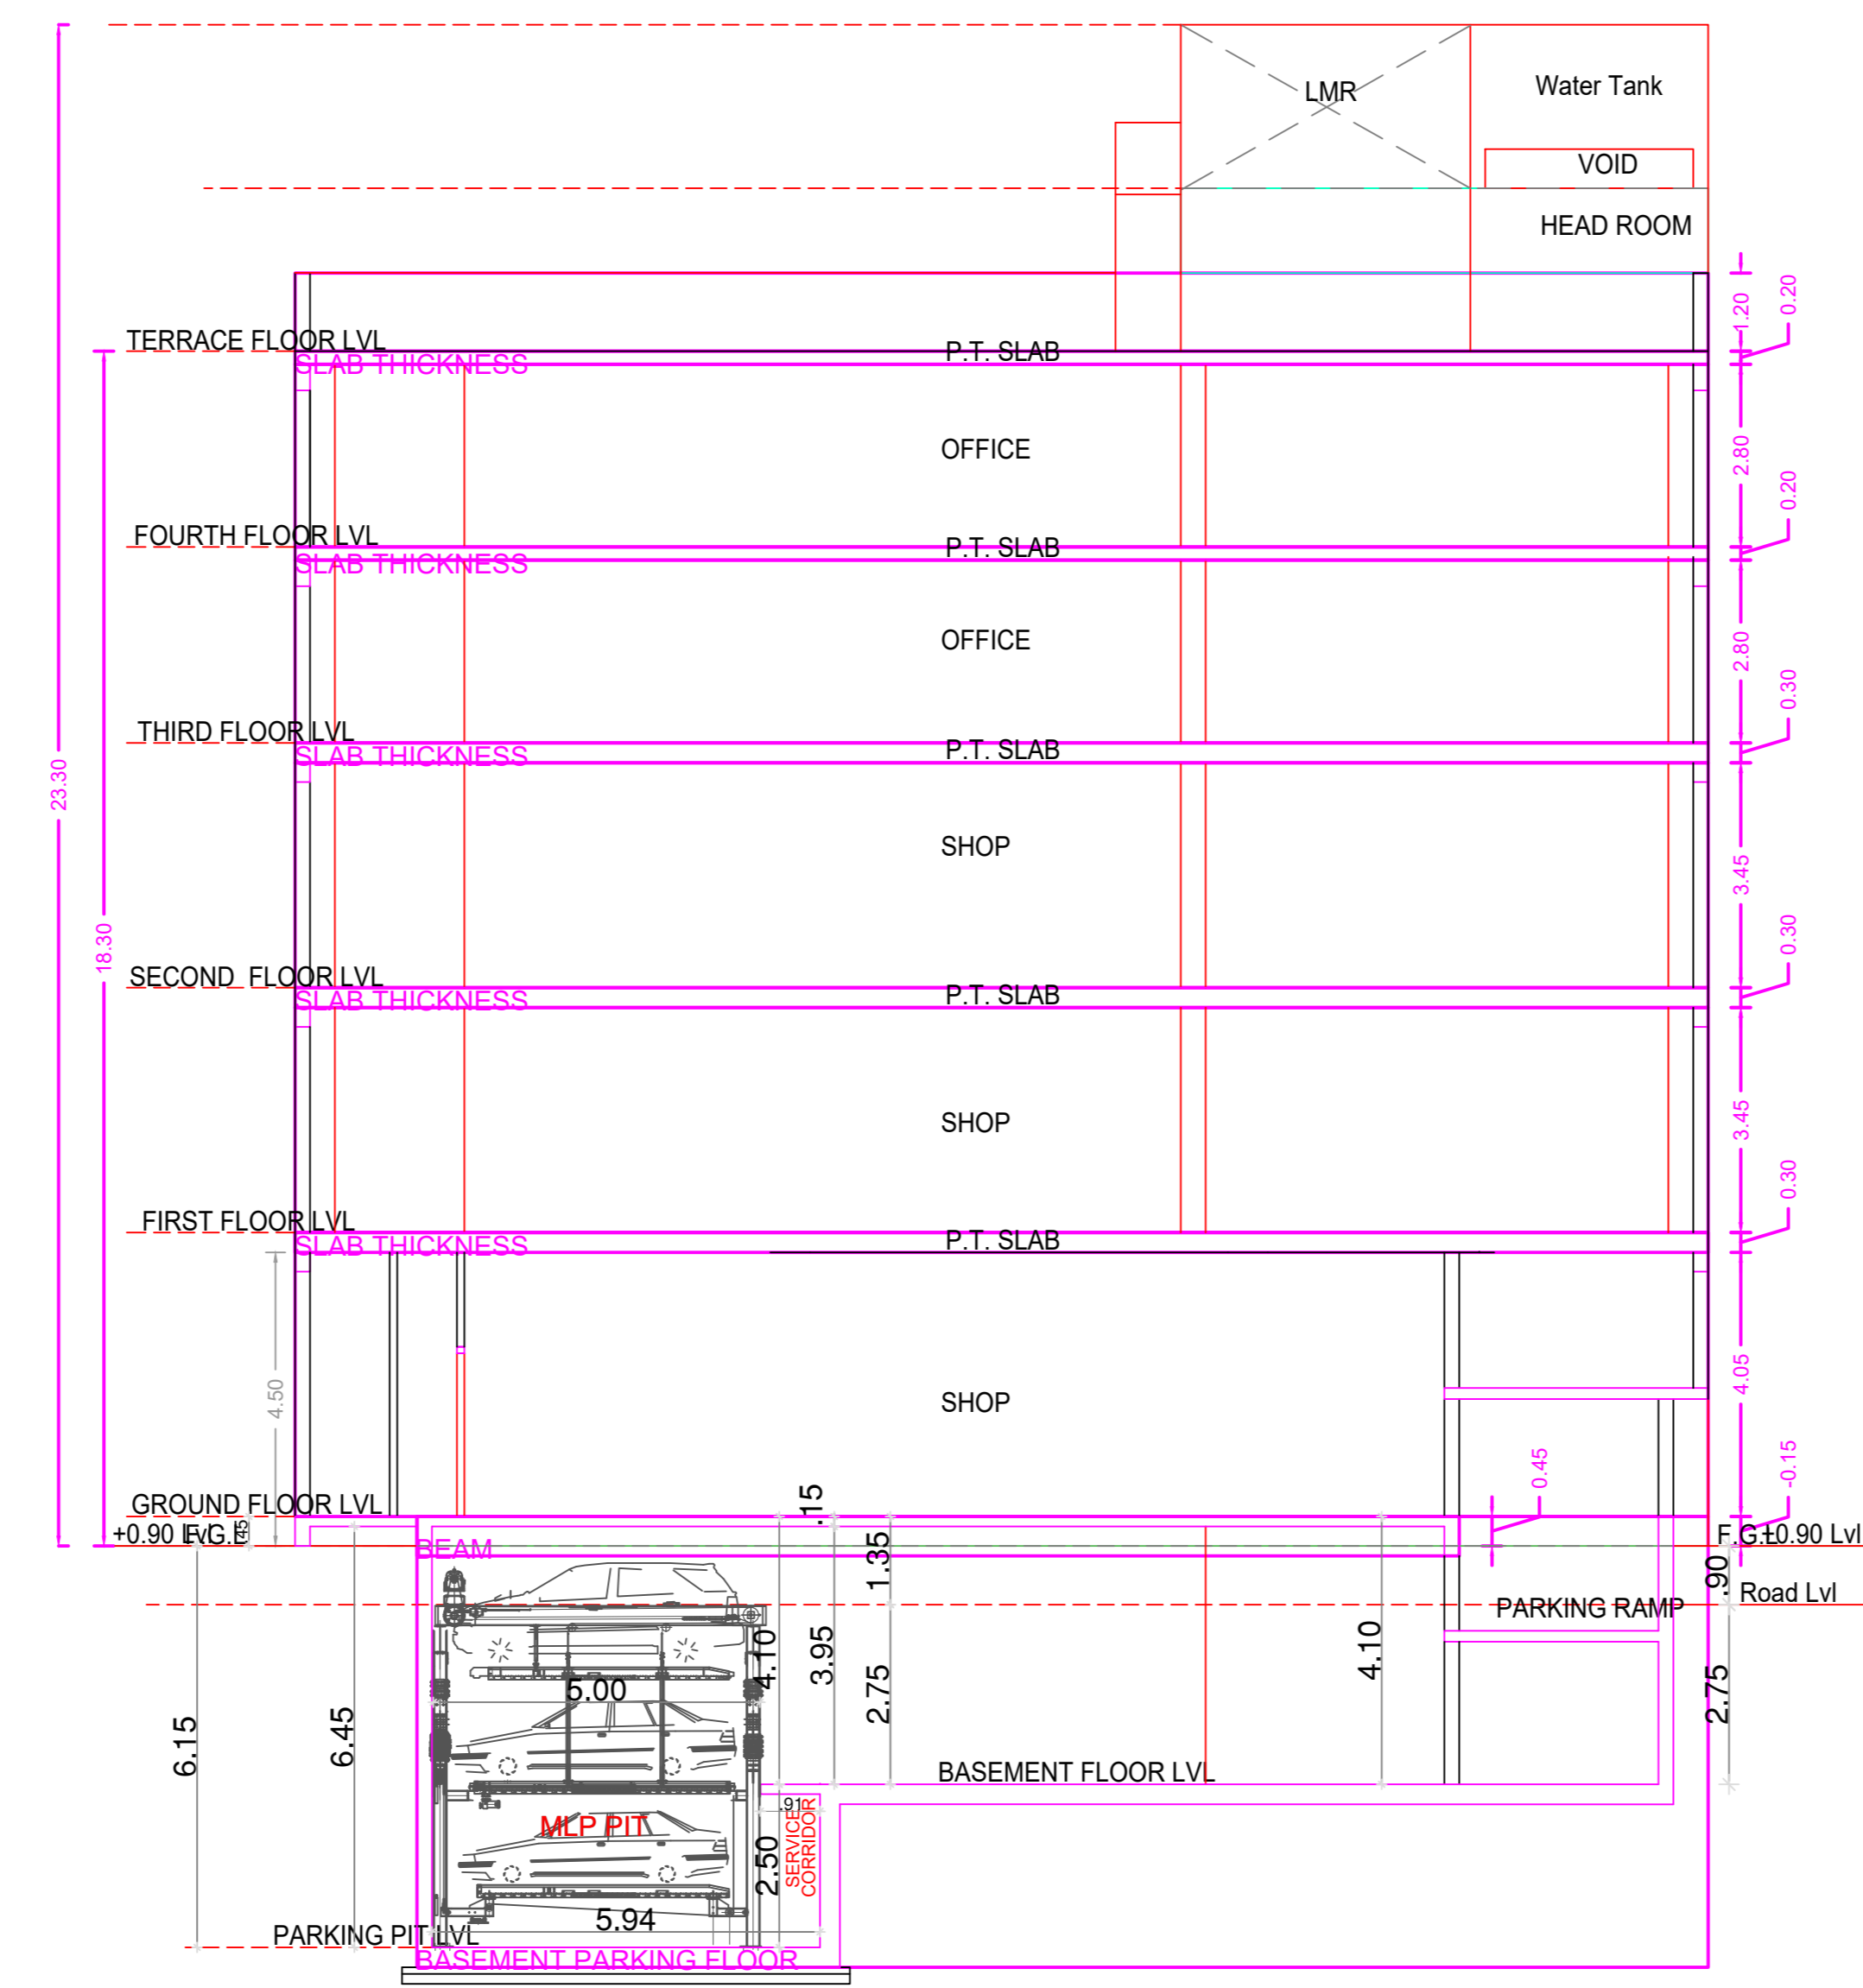 LMR
Water Tank
VOID
HEAD ROOM
1.20
0.20
TERRACE FLOOR LVL
SLAB THICKNESS
P.T. SLAB
OFFICE
2.80
0.20
FOURTH FLOOR LVL
SLAB THICKNESS
P.T. SLAB
OFFICE
2.80
0.30
THIRD FLOOR LVL
SLAB THICKNESS
P.T. SLAB
23.30
SHOP
3.45
18.30
0.30
SECOND FLOOR LVL
SLAB THICKNESS
P.T. SLAB
SHOP
3.45
0.30
FIRST FLOOR LVL
SLAB THICKNESS
P.T. SLAB
4.50
SHOP
4.05
0.45
-0.15
GROUND FLOOR LVL
.15
+0.90 Lvl
F.G.L
.45
BEAM
1.35
F.G.L
+0.90 Lvl
.90
Road Lvl
PARKING RAMP
4.10
3.95
2.75
4.10
2.75
5.00
6.15
6.45
BASEMENT FLOOR LVL
.91
MLP PIT
2.50
SERVICE
CORRIDOR
5.94
PARKING PIT LVL
BASEMENT PARKING FLOOR